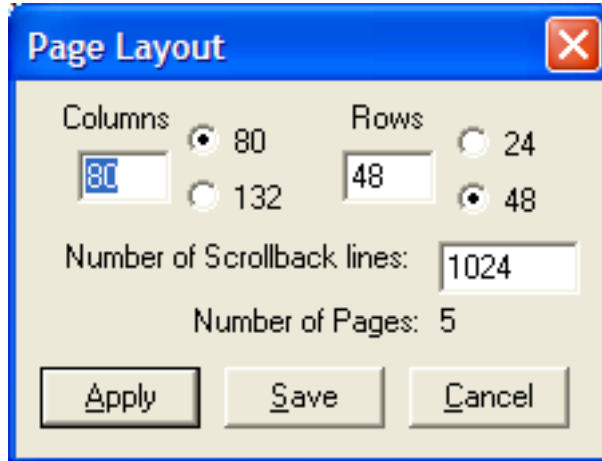 Page Layout
Columns Rows
80 80 48 24
132 48
Number of Scrollback lines: 1024
Number of Pages: 5
Apply Save Cancel